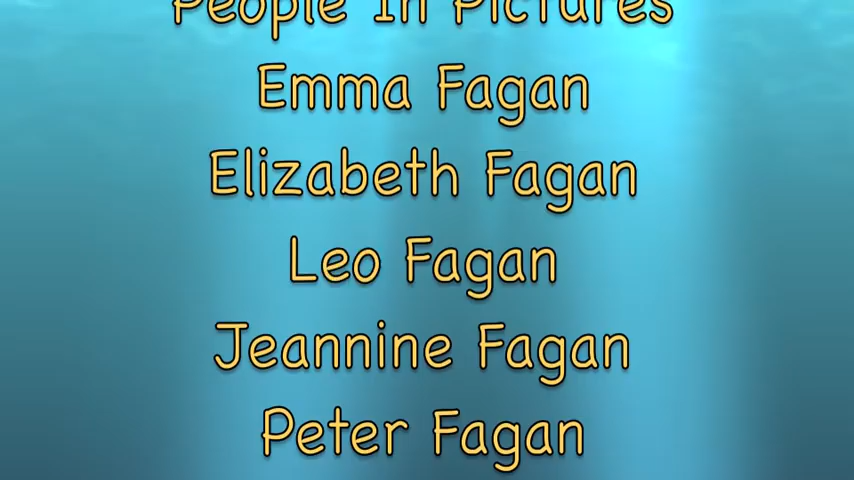 People In Pictures
Emma Fagan
Elizabeth Fagan
Leo Fagan
Jeannine Fagan
Peter Fagan